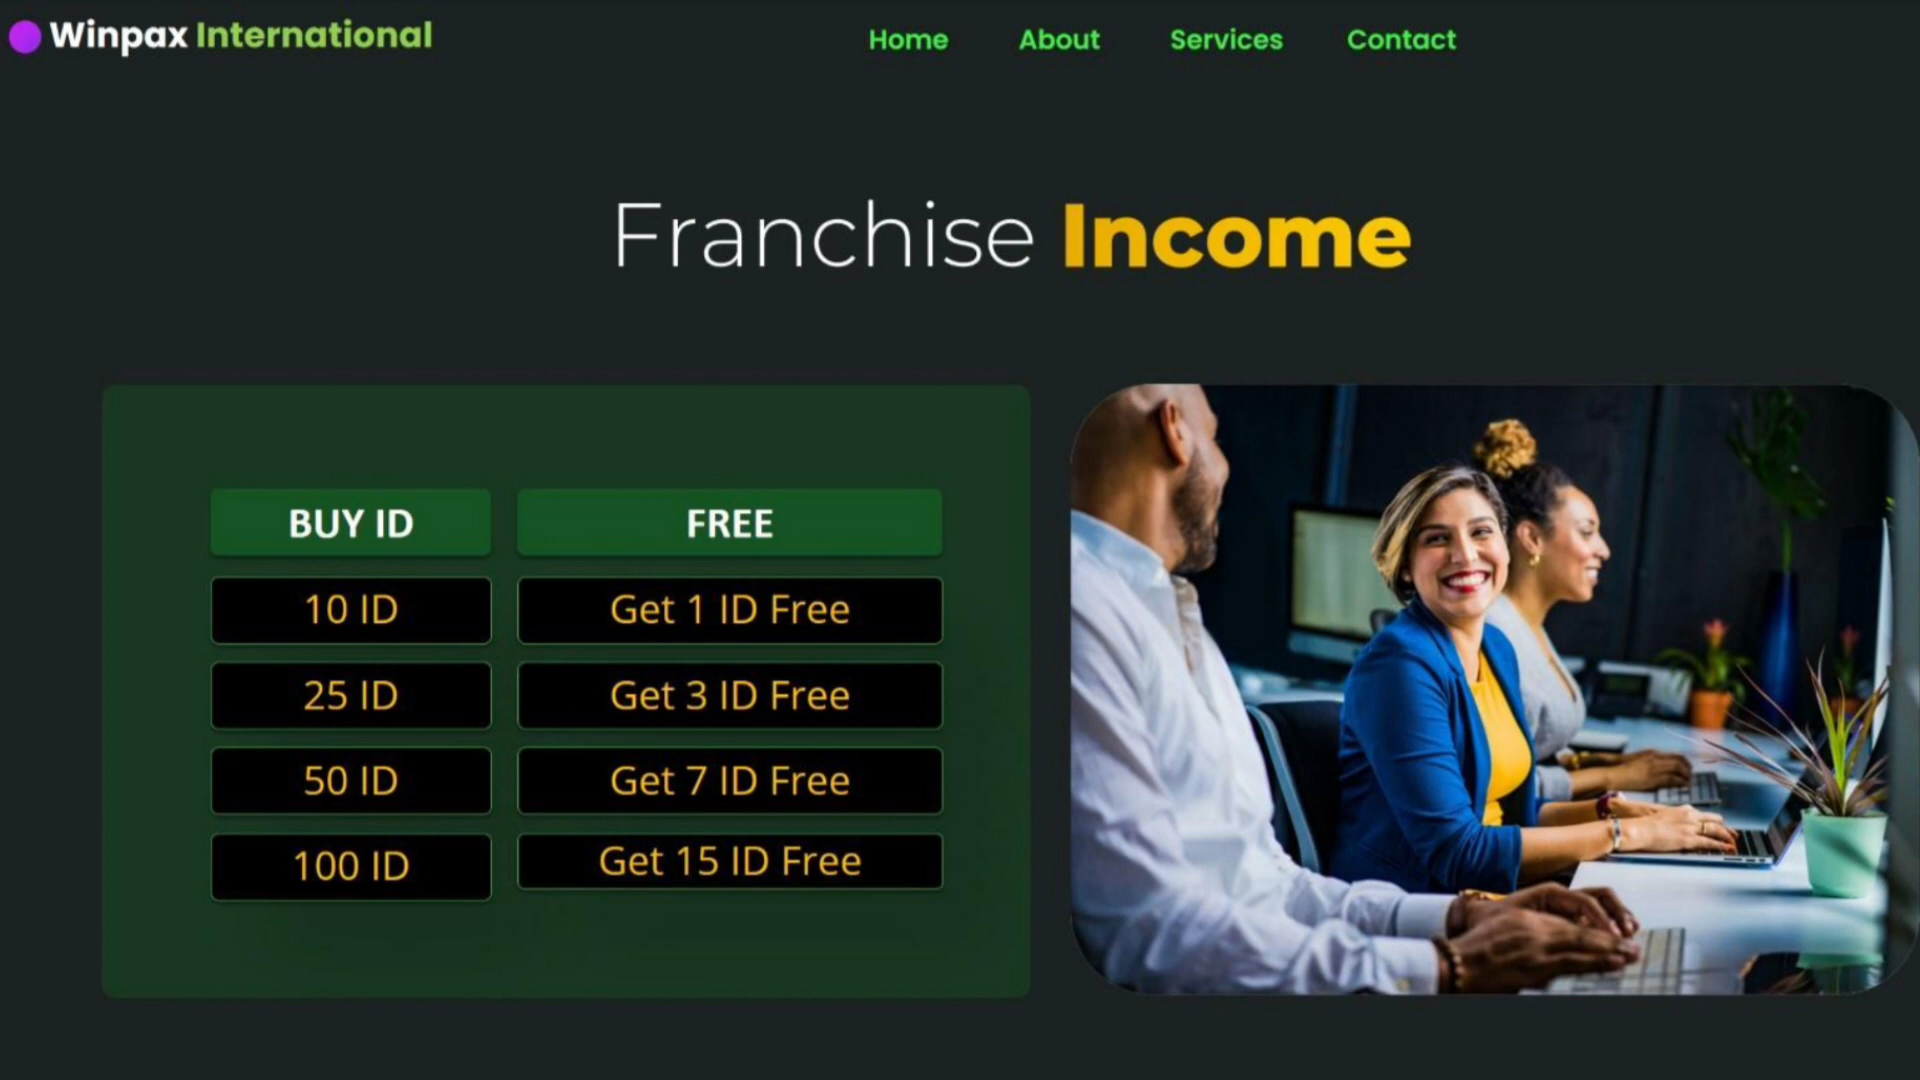 Winpax International
Home About Services Contact
Franchise Income
BUY ID FREE
10 ID Get 1 ID Free
25 ID Get 3 ID Free
50 ID Get 7 ID Free
100 ID Get 15 ID Free